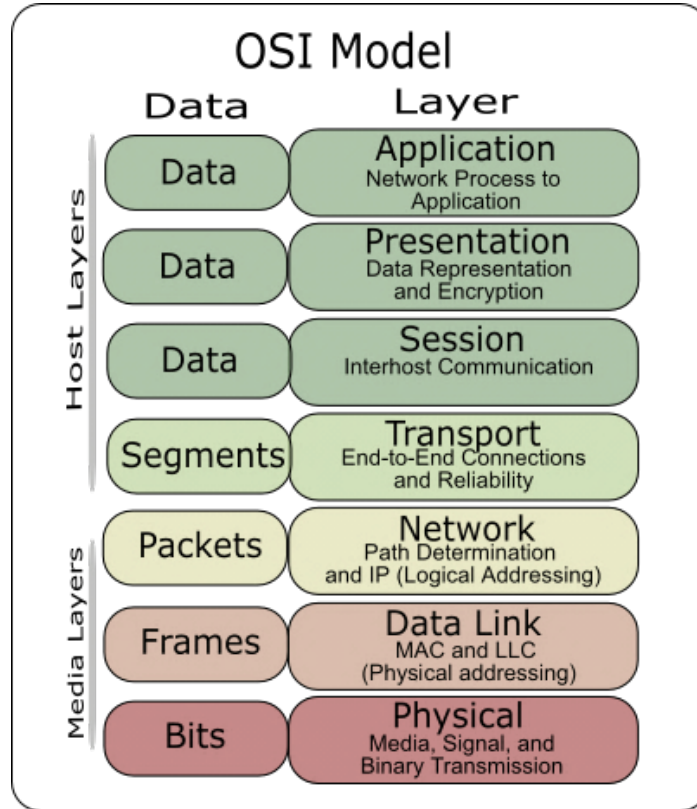 OSI Model
Data Layer
Host Layers
Data
Application
Network Process to
Application
Data
Presentation
Data Representation
and Encryption
Data
Session
Interhost Communication
Segments
Transport
End-to-End Connections
and Reliability
Media Layers
Packets
Network
Path Determination
and IP (Logical Addressing)
Frames
Data Link
MAC and LLC
(Physical addressing)
Bits
Physical
Media, Signal, and
Binary Transmission